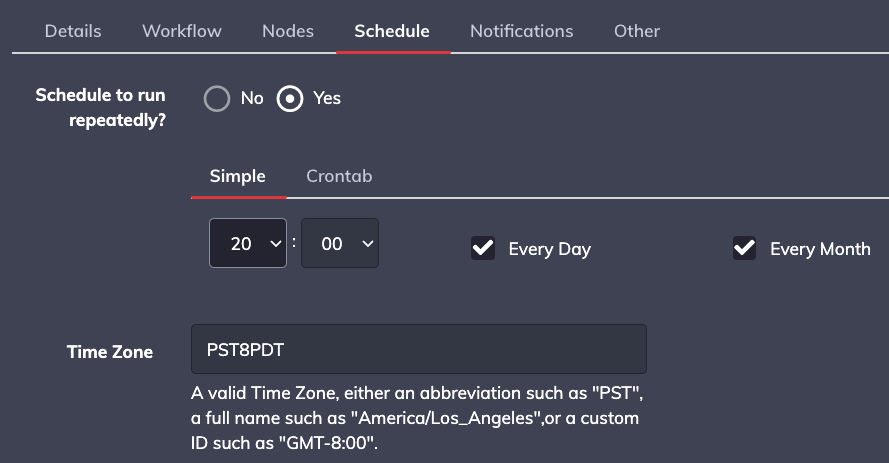 Details Workflow Nodes Schedule Notifications Other
Schedule to run
repeatedly?
No Yes
Simple Crontab
20 : 00 Every Day Every Month
Time Zone PST8PDT
A valid Time Zone, either an abbreviation such as "PST",
a full name such as "America/Los_Angeles",or a custom
ID such as "GMT-8:00".